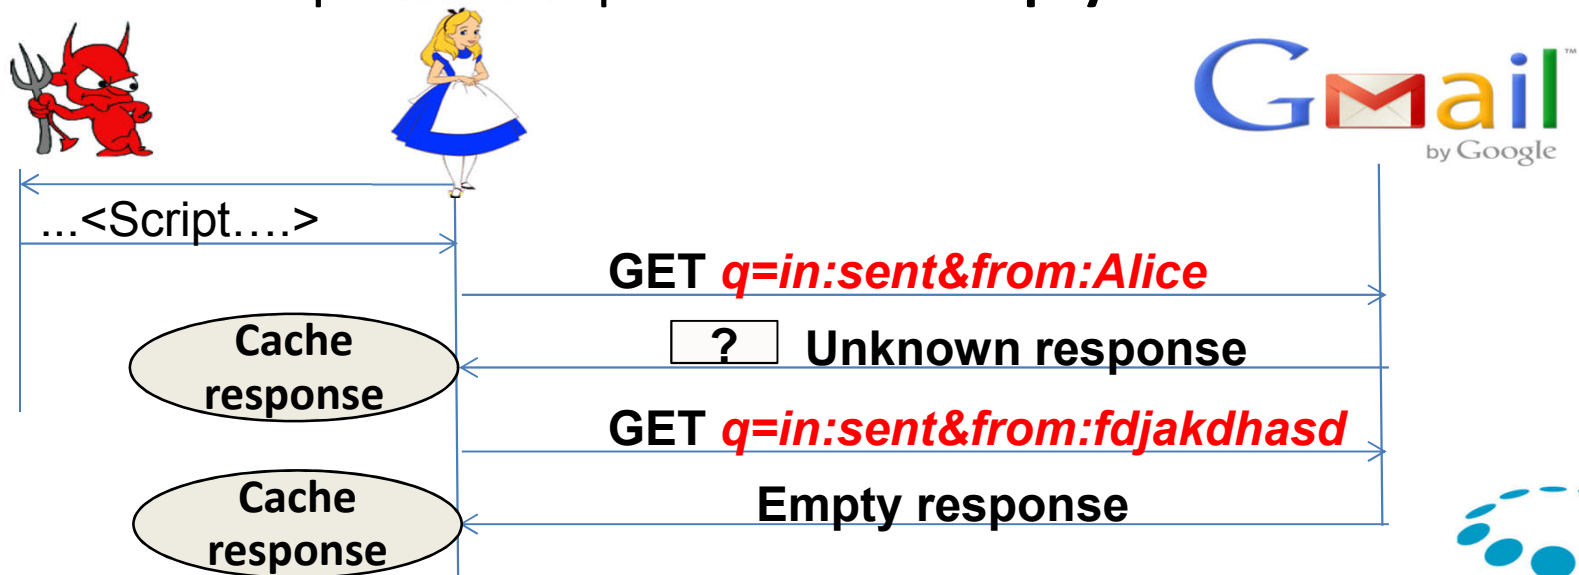 GMail™
by Google
...<Script....>
GET q=in:sent&from:Alice
Cache
response
? Unknown response
GET q=in:sent&from:fdjakdhasd
Cache
response
Empty response